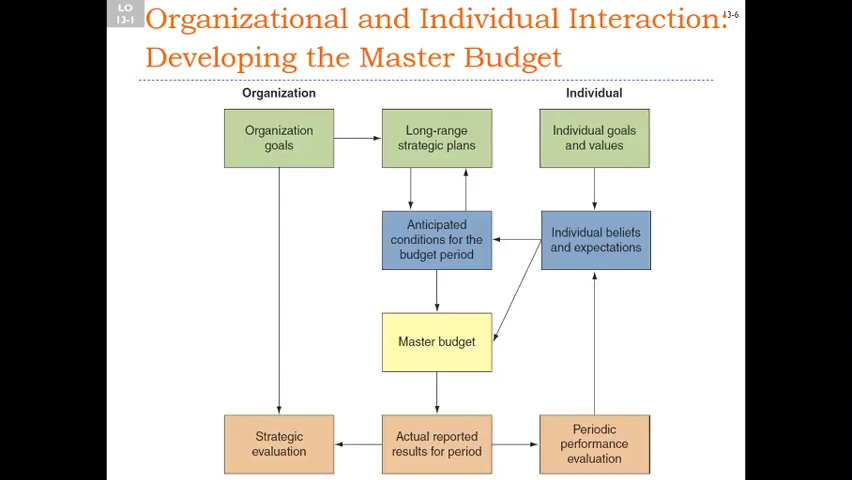 LO
13-1
Organizational and Individual Interaction:
13-6
Developing the Master Budget
Organization
Individual
Organization
goals
Long-range
strategic plans
Individual goals
and values
Anticipated
conditions for the
budget period
Individual beliefs
and expectations
Master budget
Strategic
evaluation
Actual reported
results for period
Periodic
performance
evaluation